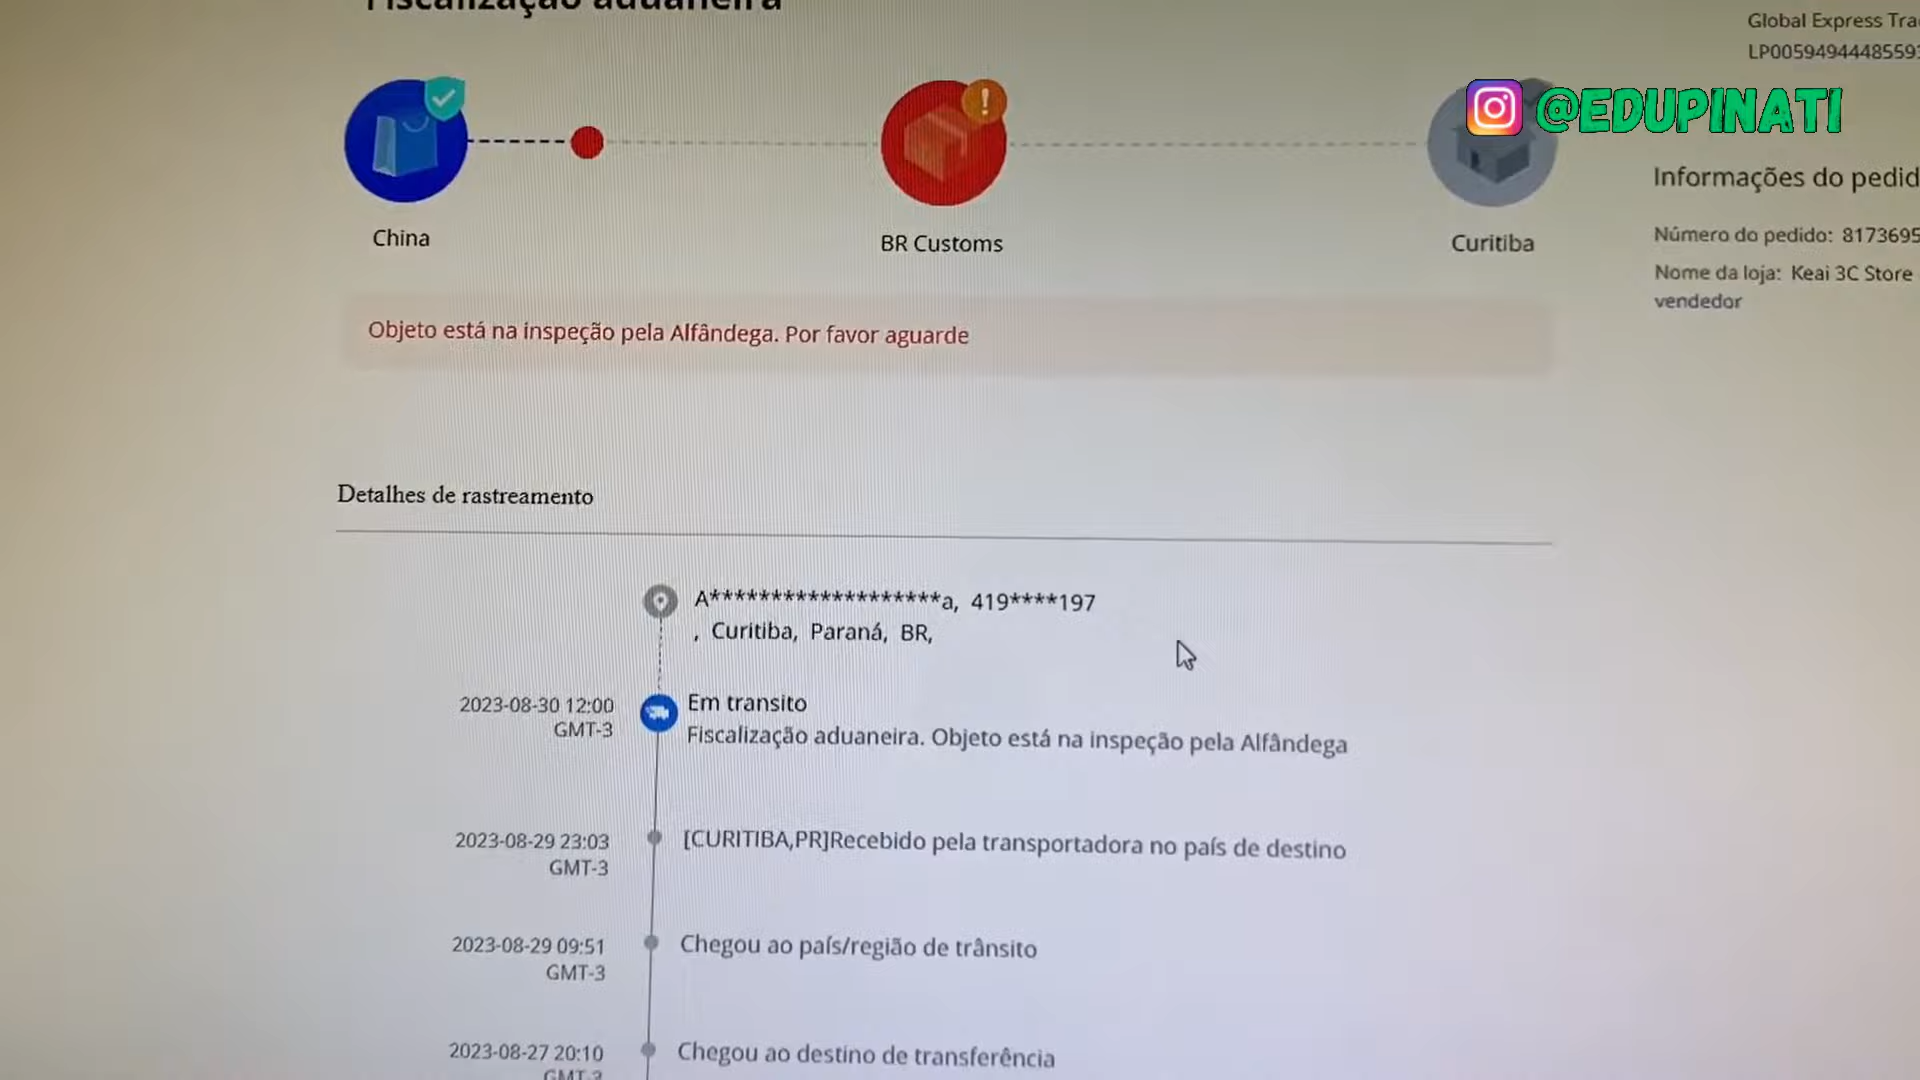 Fiscalização aduaneira
Global Express Tra
LP00594944485593
@EDUPINATI
China
BR Customs
Curitiba
Informações do pedid
Número do pedido: 8173695
Nome da loja: Keai 3C Store
vendedor
Objeto está na inspeção pela Alfândega. Por favor aguarde
Detalhes de rastreamento
A*******************a, 419****197
, Curitiba, Paraná, BR,
2023-08-30 12:00
GMT-3
Em transito
Fiscalização aduaneira. Objeto está na inspeção pela Alfândega
2023-08-29 23:03
GMT-3
[CURITIBA,PR]Recebido pela transportadora no país de destino
2023-08-29 09:51
GMT-3
Chegou ao país/região de trânsito
2023-08-27 20:10
GMT-3
Chegou ao destino de transferência